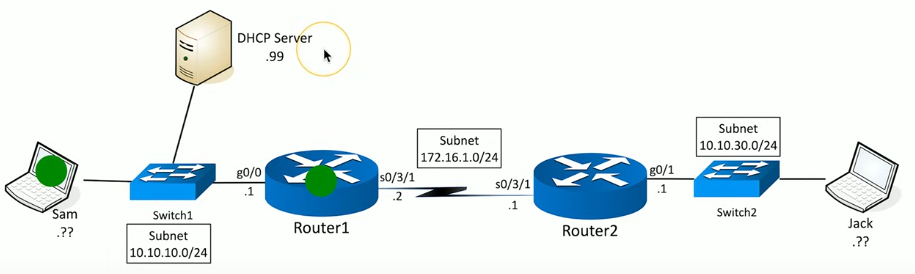 DHCP Server
.99
Subnet
172.16.1.0/24
Subnet
10.10.30.0/24
g0/0
.1
s0/3/1
.2
s0/3/1
.1
g0/1
.1
Sam
.??
Switch1
Subnet
10.10.10.0/24
Router1
Router2
Switch2
Jack
.??